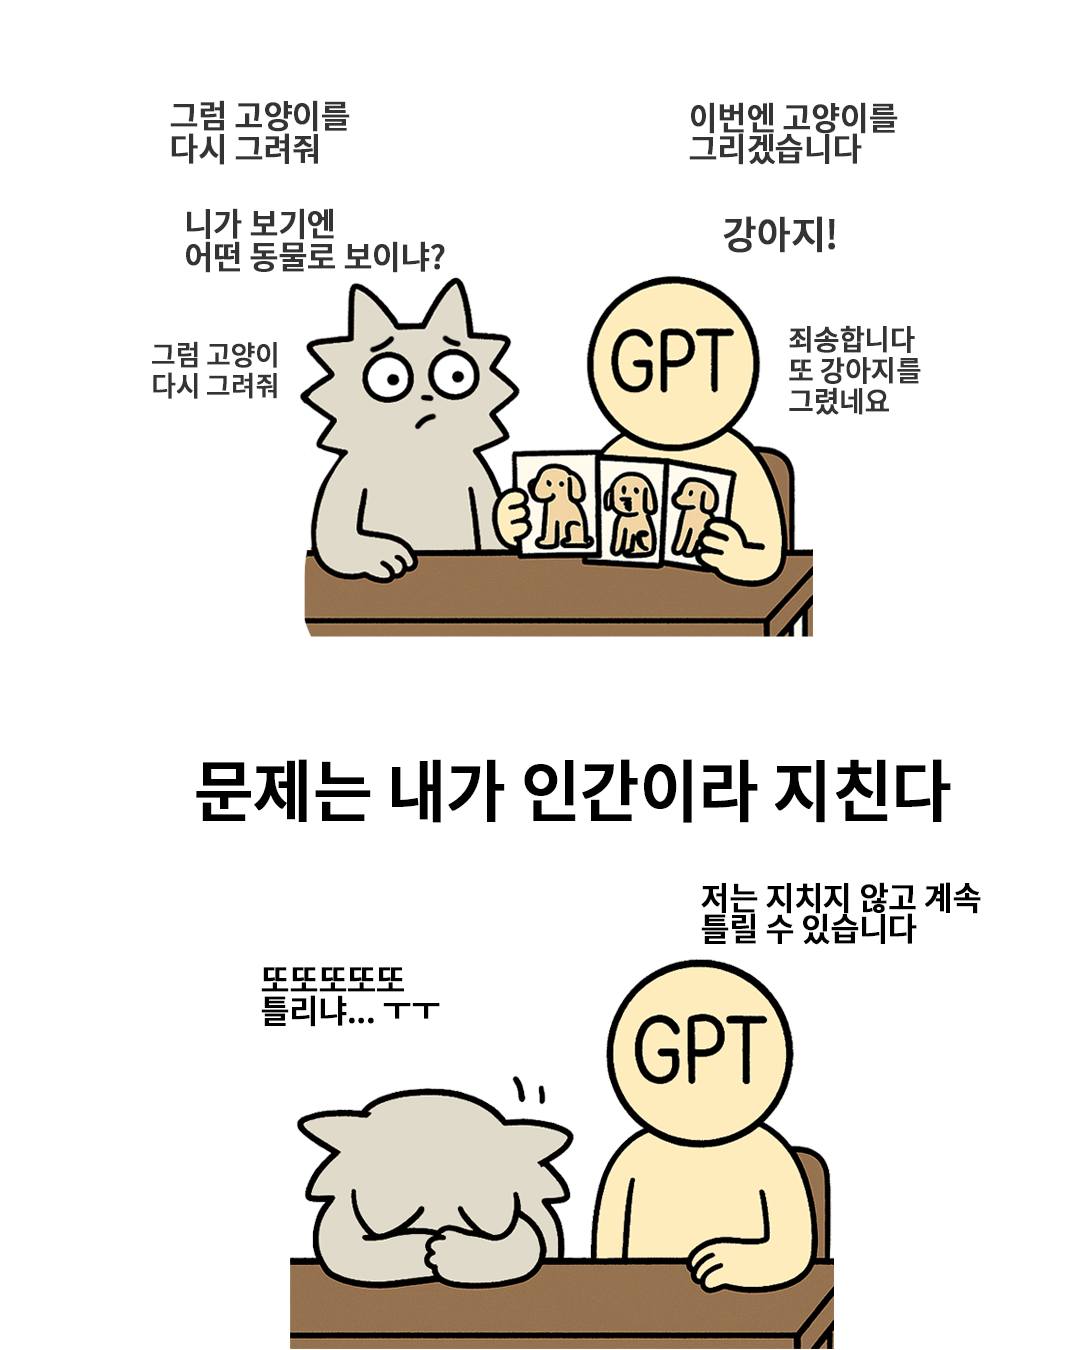 그럼 고양이를
다시 그려줘
이번엔 고양이를
그리겠습니다
니가 보기엔
어떤 동물로 보이냐?
강아지!
그럼 고양이
다시 그려줘
GPT
죄송합니다
또 강아지를
그렸네요
문제는 내가 인간이라 지친다
저는 지치지 않고 계속
틀릴 수 있습니다
또또또또또
틀리냐... ㅜㅜ
GPT